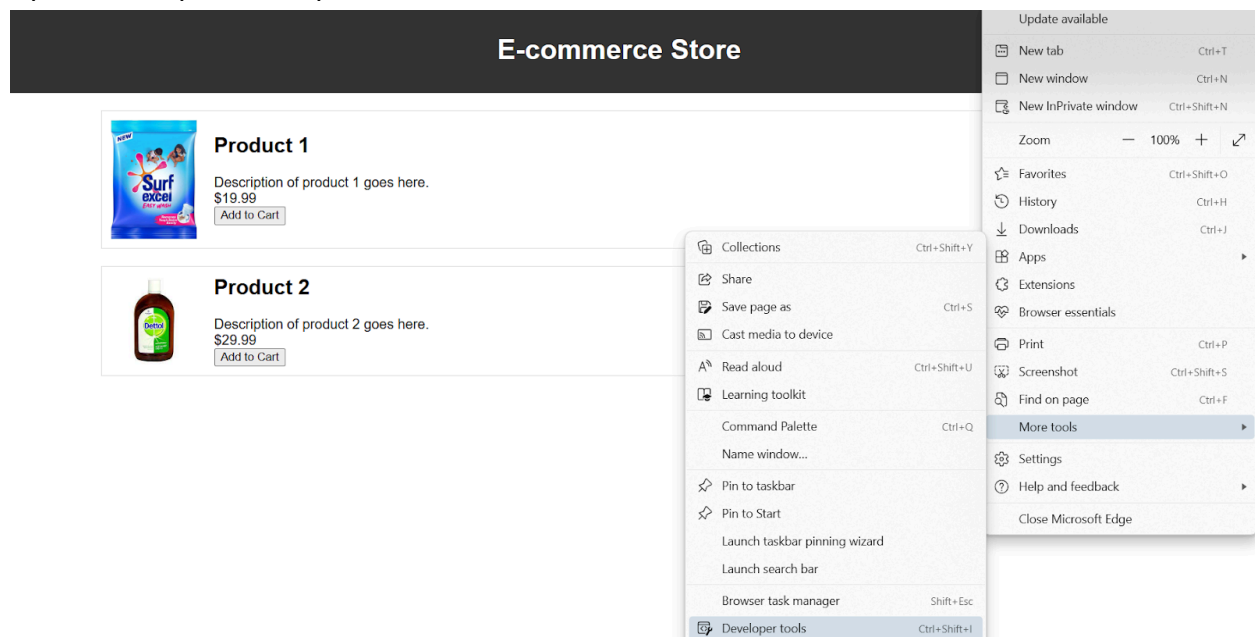 E-commerce Store
NEW
Surf
excel
EASY WASH
Product 1
Description of product 1 goes here.
$19.99
Add to Cart
Dettol
Product 2
Description of product 2 goes here.
$29.99
Add to Cart
Update available
New tab Ctrl+T
New window Ctrl+N
New InPrivate window Ctrl+Shift+N
Zoom — 100% +
Favorites Ctrl+Shift+O
History Ctrl+H
Downloads Ctrl+J
Apps
Extensions
Browser essentials
Print Ctrl+P
Screenshot Ctrl+Shift+S
Find on page Ctrl+F
More tools
Settings
Help and feedback
Close Microsoft Edge
Collections Ctrl+Shift+Y
Share
Save page as Ctrl+S
Cast media to device
Read aloud Ctrl+Shift+U
Learning toolkit
Command Palette Ctrl+Q
Name window...
Pin to taskbar
Pin to Start
Launch taskbar pinning wizard
Launch search bar
Browser task manager Shift+Esc
Developer tools Ctrl+Shift+I